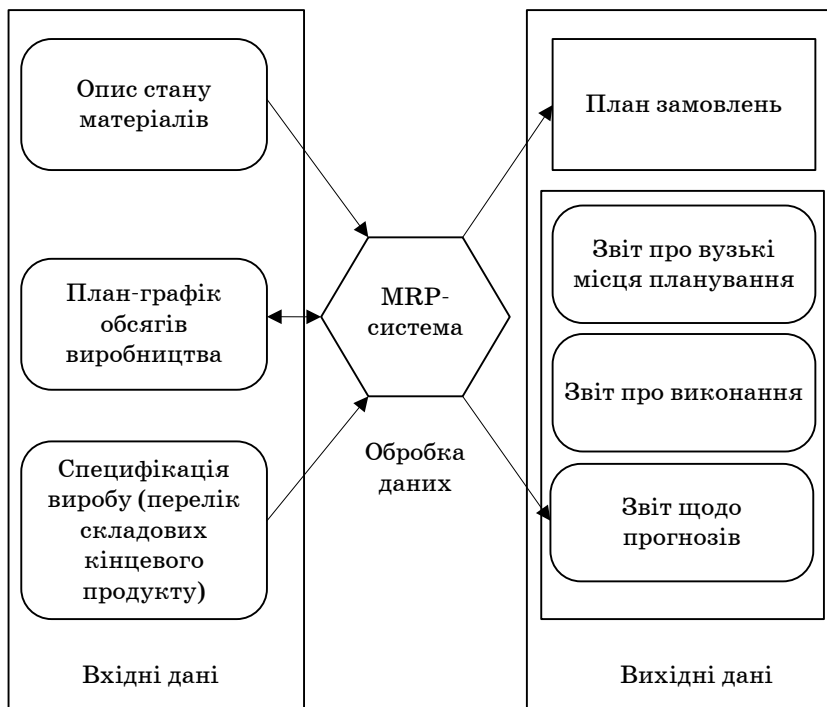 Опис стану
матеріалів
План-графік
обсягів
виробництва
Специфікація
виробу (перелік
складових
кінцевого
продукту)
Вхідні дані
MRP-
система
Обробка
даних
План замовлень
Звіт про вузькі
місця планування
Звіт про виконання
Звіт щодо
прогнозів
Вихідні дані